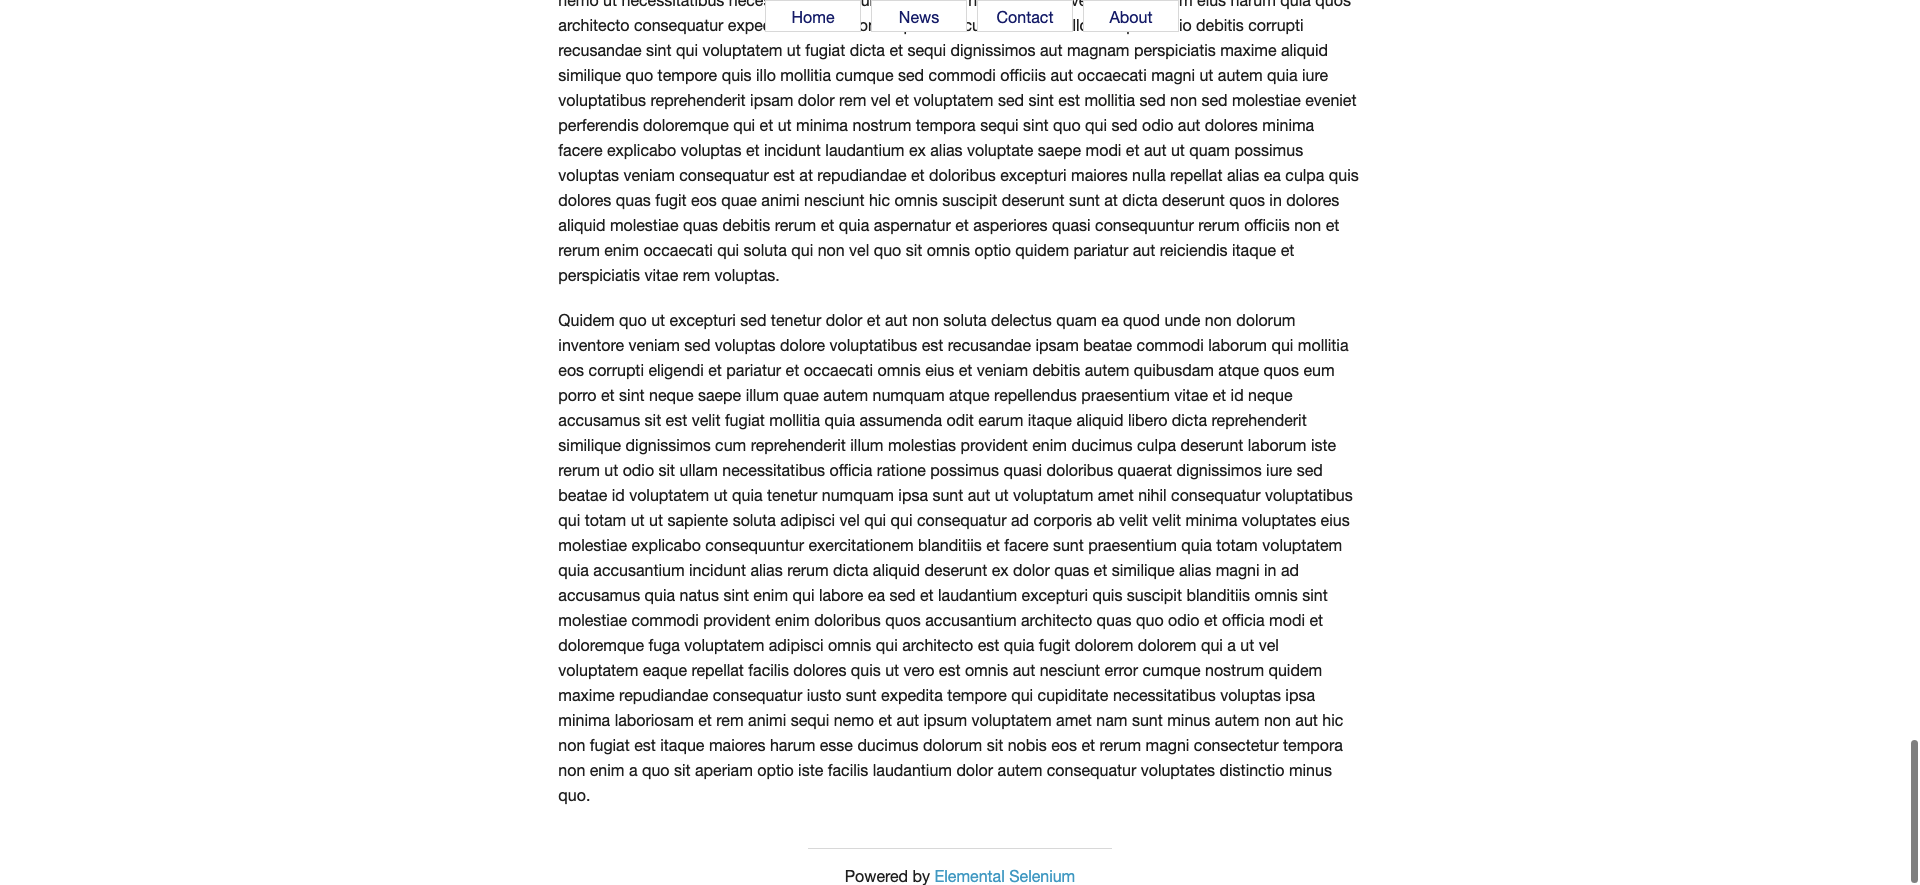 Home News Contact About
nemo ut necessitatibus eius harum quia quos
architecto consequatur debitis corrupti
recusandae sint qui voluptatem ut fugiat dicta et sequi dignissimos aut magnam perspiciatis maxime aliquid
similique quo tempore quis illo mollitia cumque sed commodi officiis aut occaecati magni ut autem quia iure
voluptatibus reprehenderit ipsam dolor rem vel et voluptatem sed sint est mollitia sed non sed molestiae eveniet
perferendis doloremque qui et ut minima nostrum tempora sequi sint quo qui sed odio aut dolores minima
facere explicabo voluptas et incidunt laudantium ex alias voluptate saepe modi et aut ut quam possimus
voluptas veniam consequatur est at repudiandae et doloribus excepturi maiores nulla repellat alias ea culpa quis
dolores quas fugit eos quae animi nesciunt hic omnis suscipit deserunt sunt at dicta deserunt quos in dolores
aliquid molestiae quas debitis rerum et quia aspernatur et asperiores quasi consequuntur rerum officiis non et
rerum enim occaecati qui soluta qui non vel quo sit omnis optio quidem pariatur aut reiciendis itaque et
perspiciatis vitae rem voluptas.
Quidem quo ut excepturi sed tenetur dolor et aut non soluta delectus quam ea quod unde non dolorum
inventore veniam sed voluptas dolore voluptatibus est recusandae ipsam beatae commodi laborum qui mollitia
eos corrupti eligendi et pariatur et occaecati omnis eius et veniam debitis autem quibusdam atque quos eum
porro et sint neque saepe illum quae autem numquam atque repellendus praesentium vitae et id neque
accusamus sit est velit fugiat mollitia quia assumenda odit earum itaque aliquid libero dicta reprehenderit
similique dignissimos cum reprehenderit illum molestias provident enim ducimus culpa deserunt laborum iste
rerum ut odio sit ullam necessitatibus officia ratione possimus quasi doloribus quaerat dignissimos iure sed
beatae id voluptatem ut quia tenetur numquam ipsa sunt aut ut voluptatum amet nihil consequatur voluptatibus
qui totam ut ut sapiente soluta adipisci vel qui qui consequatur ad corporis ab velit velit minima voluptates eius
molestiae explicabo consequuntur exercitationem blanditiis et facere sunt praesentium quia totam voluptatem
quia accusantium incidunt alias rerum dicta aliquid deserunt ex dolor quas et similique alias magni in ad
accusamus quia natus sint enim qui labore ea sed et laudantium excepturi quis suscipit blanditiis omnis sint
molestiae commodi provident enim doloribus quos accusantium architecto quas quo odio et officia modi et
doloremque fuga voluptatem adipisci omnis qui architecto est quia fugit dolorem dolorem qui a ut vel
voluptatem eaque repellat facilis dolores quis ut vero est omnis aut nesciunt error cumque nostrum quidem
maxime repudiandae consequatur iusto sunt expedita tempore qui cupiditate necessitatibus voluptas ipsa
minima laboriosam et rem animi sequi nemo et aut ipsum voluptatem amet nam sunt minus autem non aut hic
non fugiat est itaque maiores harum esse ducimus dolorum sit nobis eos et rerum magni consectetur tempora
non enim a quo sit aperiam optio iste facilis laudantium dolor autem consequatur voluptates distinctio minus
quo.
Powered by Elemental Selenium